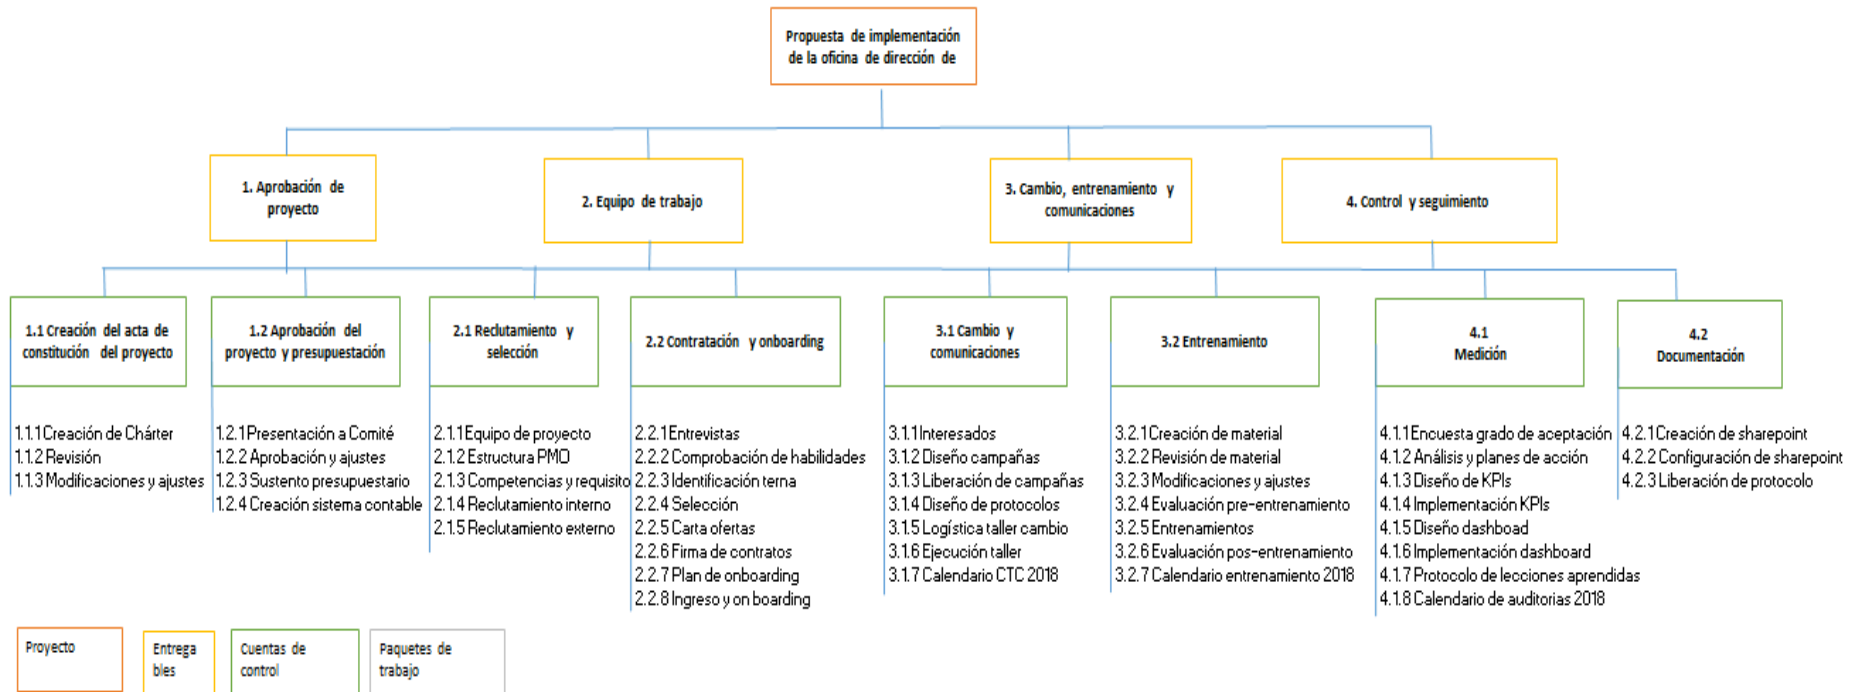 Propuesta de implementación
de la oficina de dirección de
1. Aprobación de
proyecto
2. Equipo de trabajo
3. Cambio, entrenamiento y
comunicaciones
4. Control y seguimiento
1.1 Creación del acta de
constitución del proyecto
1.2 Aprobación del
proyecto y presupuestación
2.1 Reclutamiento y
selección
2.2 Contratación y onboarding
3.1 Cambio y
comunicaciones
3.2 Entrenamiento
4.1
Medición
4.2
Documentación
1.1.1 Creación de Chárter
1.1.2 Revisión
1.1.3 Modificaciones y ajustes
1.2.1 Presentación a Comité
1.2.2 Aprobación y ajustes
1.2.3 Sustento presupuestario
1.2.4 Creación sistema contable
2.1.1 Equipo de proyecto
2.1.2 Estructura PMO
2.1.3 Competencias y requisito
2.1.4 Reclutamiento interno
2.1.5 Reclutamiento externo
2.2.1 Entrevistas
2.2.2 Comprobación de habilidades
2.2.3 Identificación terna
2.2.4 Selección
2.2.5 Carta ofertas
2.2.6 Firma de contratos
2.2.7 Plan de onboarding
2.2.8 Ingreso y on boarding
3.1.1 Interesados
3.1.2 Diseño campañas
3.1.3 Liberación de campañas
3.1.4 Diseño de protocolos
3.1.5 Logística taller cambio
3.1.6 Ejecución taller
3.1.7 Calendario CTC 2018
3.2.1 Creación de material
3.2.2 Revisión de material
3.2.3 Modificaciones y ajustes
3.2.4 Evaluación pre-entrenamiento
3.2.5 Entrenamientos
3.2.6 Evaluación pos-entrenamiento
3.2.7 Calendario entrenamiento 2018
4.1.1 Encuesta grado de aceptación
4.1.2 Análisis y planes de acción
4.1.3 Diseño de KPIs
4.1.4 Implementación KPIs
4.1.5 Diseño dashboad
4.1.6 Implementación dashboard
4.1.7 Protocolo de lecciones aprendidas
4.1.8 Calendario de auditorias 2018
4.2.1 Creación de sharepoint
4.2.2 Configuración de sharepoint
4.2.3 Liberación de protocolo
Proyecto
Entrega
bles
Cuentas de
control
Paquetes de
trabajo